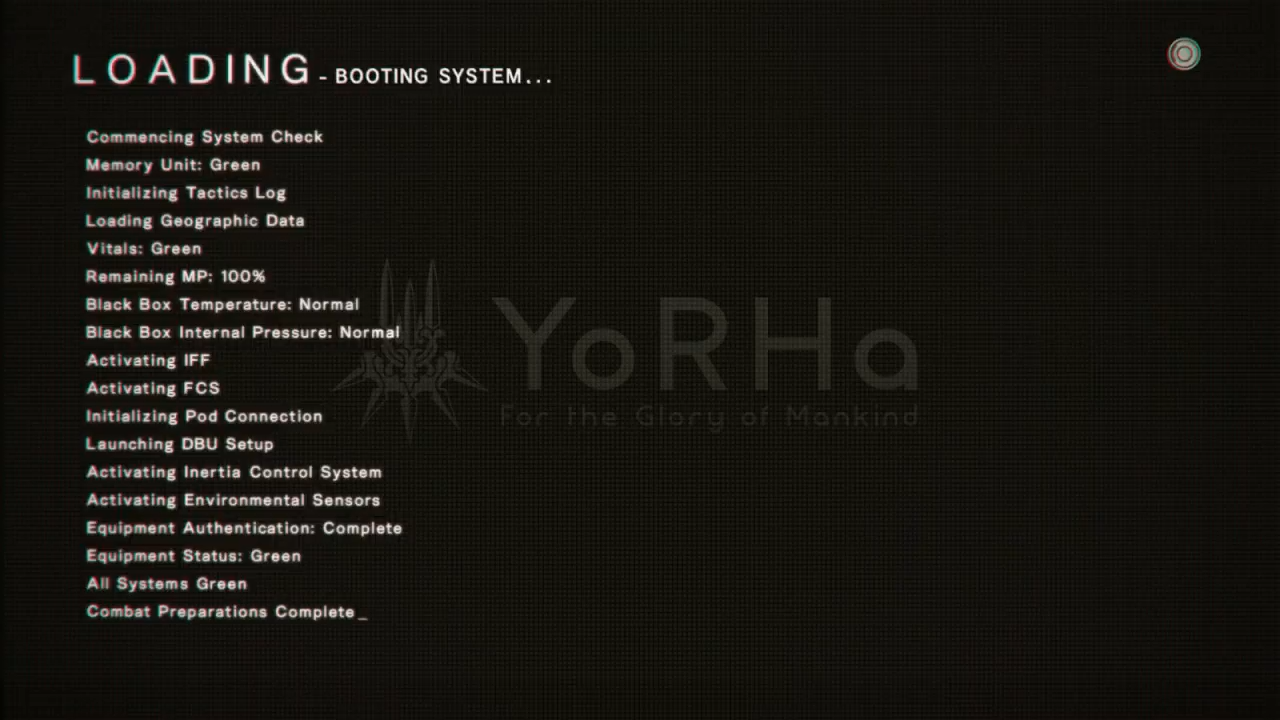 LOADING - BOOTING SYSTEM...
Commencing System Check
Memory Unit: Green
Initializing Tactics Log
Loading Geographic Data
Vitals: Green
Remaining MP: 100%
Black Box Temperature: Normal
Black Box Internal Pressure: Normal
Activating IFF
Activating FCS
Initializing Pod Connection
Launching DBU Setup
Activating Inertia Control System
Activating Environmental Sensors
Equipment Authentication: Complete
Equipment Status: Green
All Systems Green
Combat Preparations Complete_
YoRHa
For the Glory of Mankind